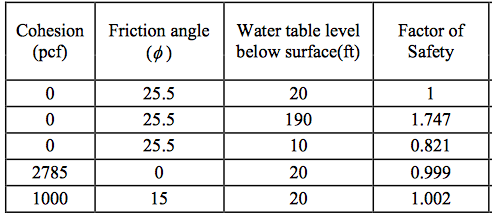 Cohesion (pcf) Friction angle (ϕ) Water table level below surface(ft) Factor of Safety
0 25.5 20 1
0 25.5 190 1.747
0 25.5 10 0.821
2785 0 20 0.999
1000 15 20 1.002